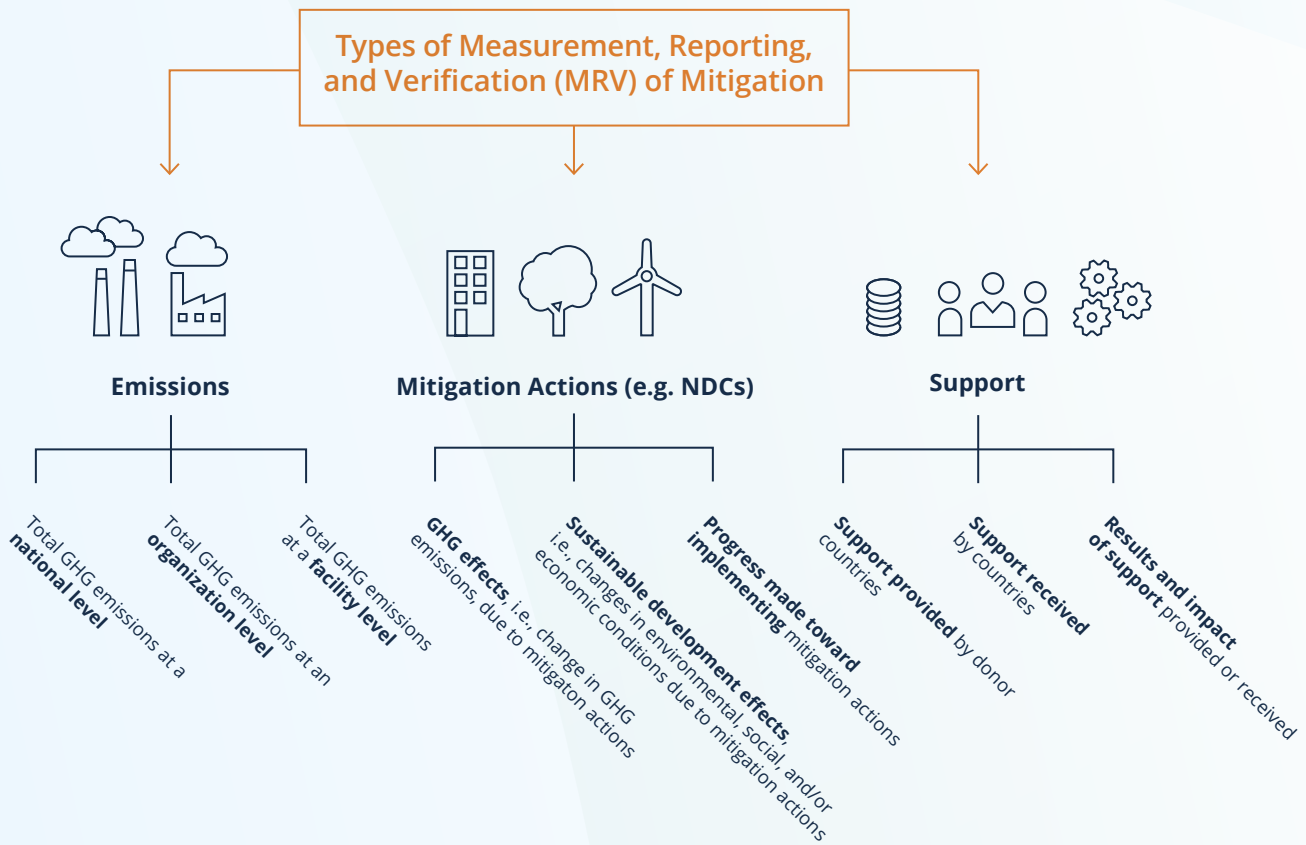 Types of Measurement, Reporting,
and Verification (MRV) of Mitigation
Emissions
Mitigation Actions (e.g. NDCs)
Support
Total GHG emissions at a
national level
Total GHG emissions at an
organization level
Total GHG emissions
at a facility level
GHG effects, i.e., change in GHG
emissions, due to mitigaton actions
Sustainable development effects,
i.e., changes in environmental, social, and/or
economic conditions due to mitigation actions
Progress made toward
implementing mitigation actions
Support provided by donor
countries
Support received
by countries
Results and impact
of support provided or received